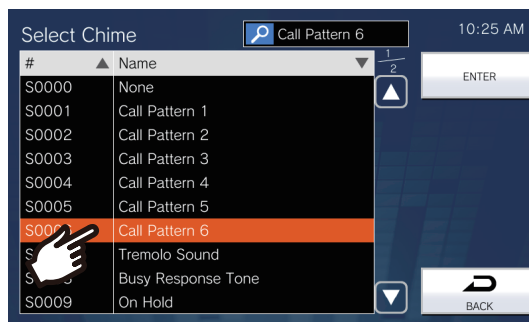 Select Chime Call Pattern 6 10:25 AM
# Name 1/2 ENTER
S0000 None
S0001 Call Pattern 1
S0002 Call Pattern 2
S0003 Call Pattern 3
S0004 Call Pattern 4
S0005 Call Pattern 5
Call Pattern 6
Tremolo Sound
Busy Response Tone
S0009 On Hold
BACK